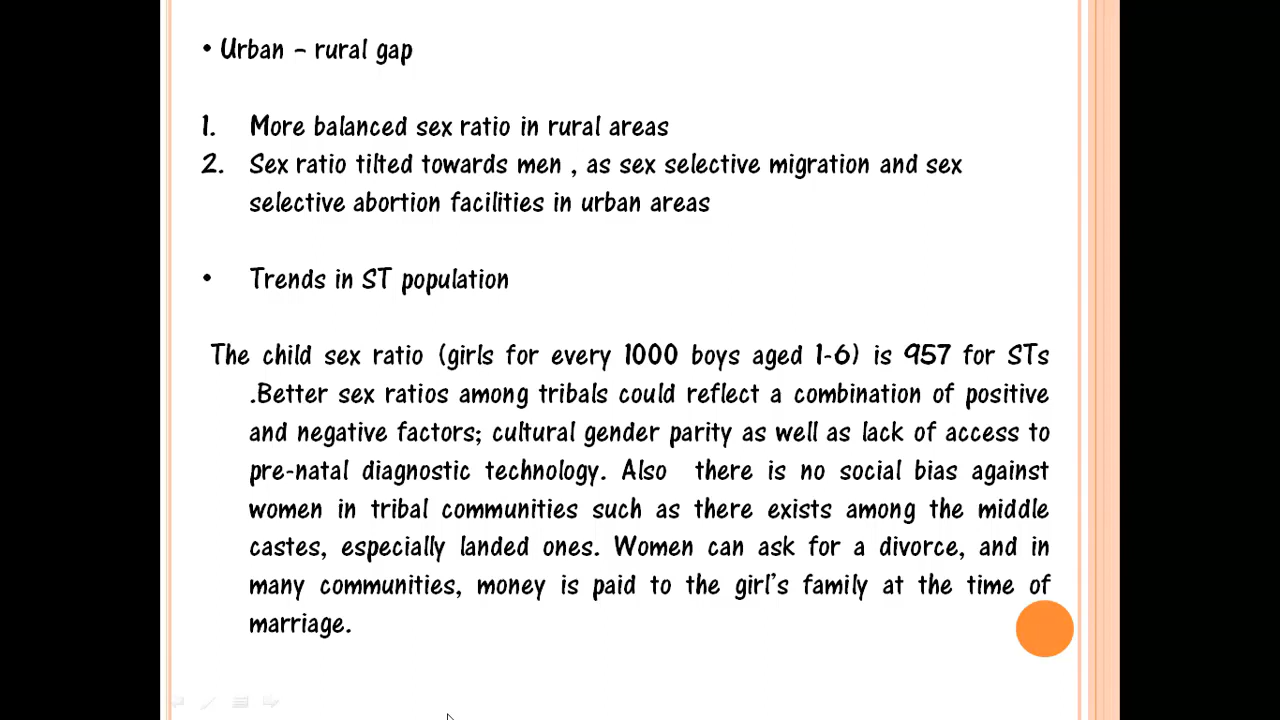 • Urban – rural gap
1. More balanced sex ratio in rural areas
2. Sex ratio tilted towards men , as sex selective migration and sex
selective abortion facilities in urban areas
• Trends in ST population
The child sex ratio (girls for every 1000 boys aged 1-6) is 957 for STs
.Better sex ratios among tribals could reflect a combination of positive
and negative factors; cultural gender parity as well as lack of access to
pre-natal diagnostic technology. Also there is no social bias against
women in tribal communities such as there exists among the middle
castes, especially landed ones. Women can ask for a divorce, and in
many communities, money is paid to the girl's family at the time of
marriage.